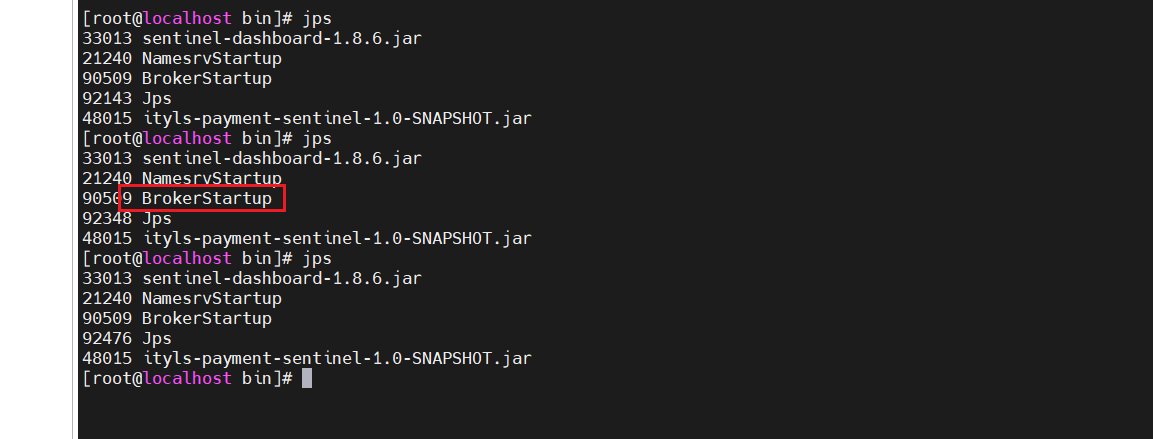 [root@localhost bin]# jps
33013 sentinel-dashboard-1.8.6.jar
21240 NamesrvStartup
90509 BrokerStartup
92143 Jps
48015 ityls-payment-sentinel-1.0-SNAPSHOT.jar
[root@localhost bin]# jps
33013 sentinel-dashboard-1.8.6.jar
21240 NamesrvStartup
90509 BrokerStartup
92348 Jps
48015 ityls-payment-sentinel-1.0-SNAPSHOT.jar
[root@localhost bin]# jps
33013 sentinel-dashboard-1.8.6.jar
21240 NamesrvStartup
90509 BrokerStartup
92476 Jps
48015 ityls-payment-sentinel-1.0-SNAPSHOT.jar
[root@localhost bin]#